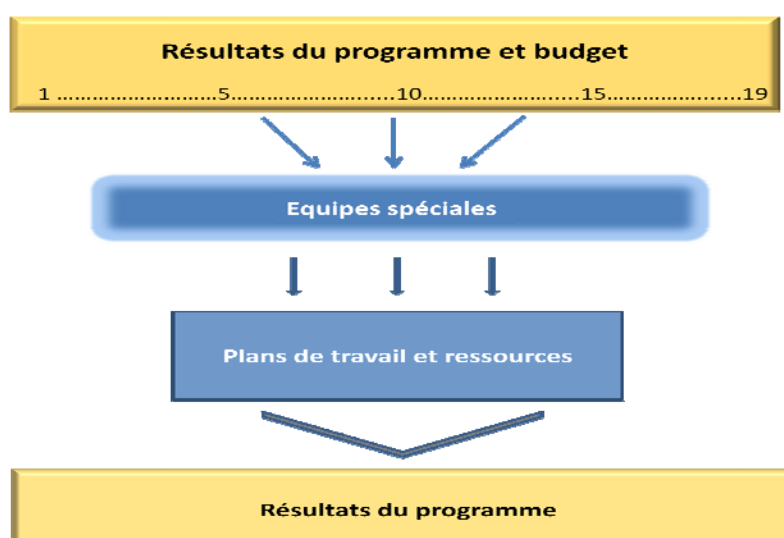 Résultats du programme et budget
1 ………………………5……………………......10……………………....15…………………......19
Equipes spéciales
Plans de travail et ressources
Résultats du programme